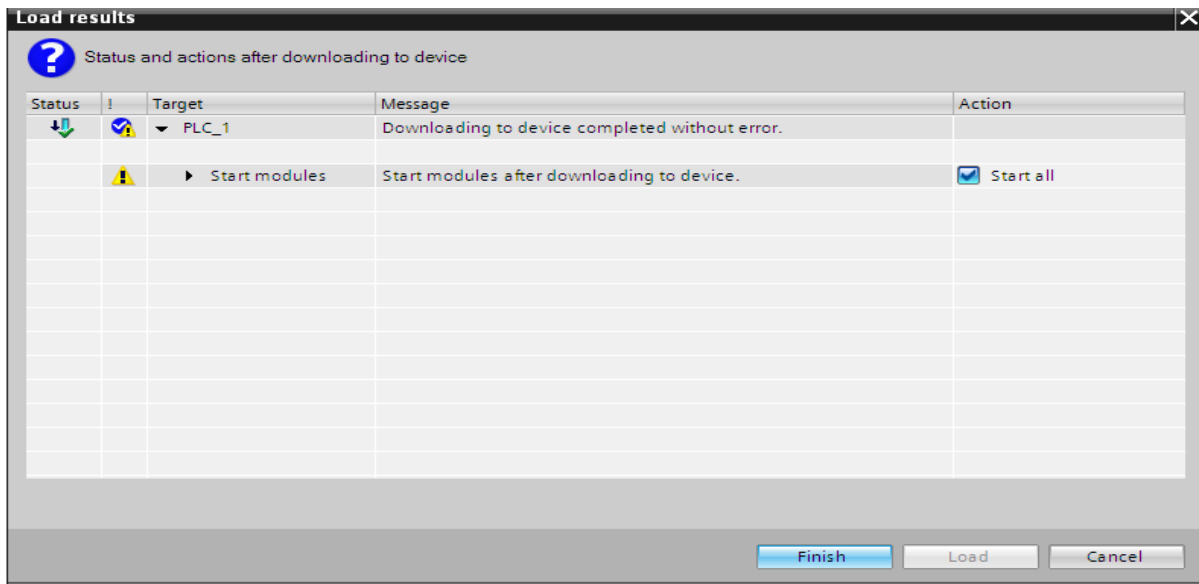 Load results
Status and actions after downloading to device
Status ! Target Message Action
PLC_1 Downloading to device completed without error.
Start modules Start modules after downloading to device. Start all
Finish Load Cancel